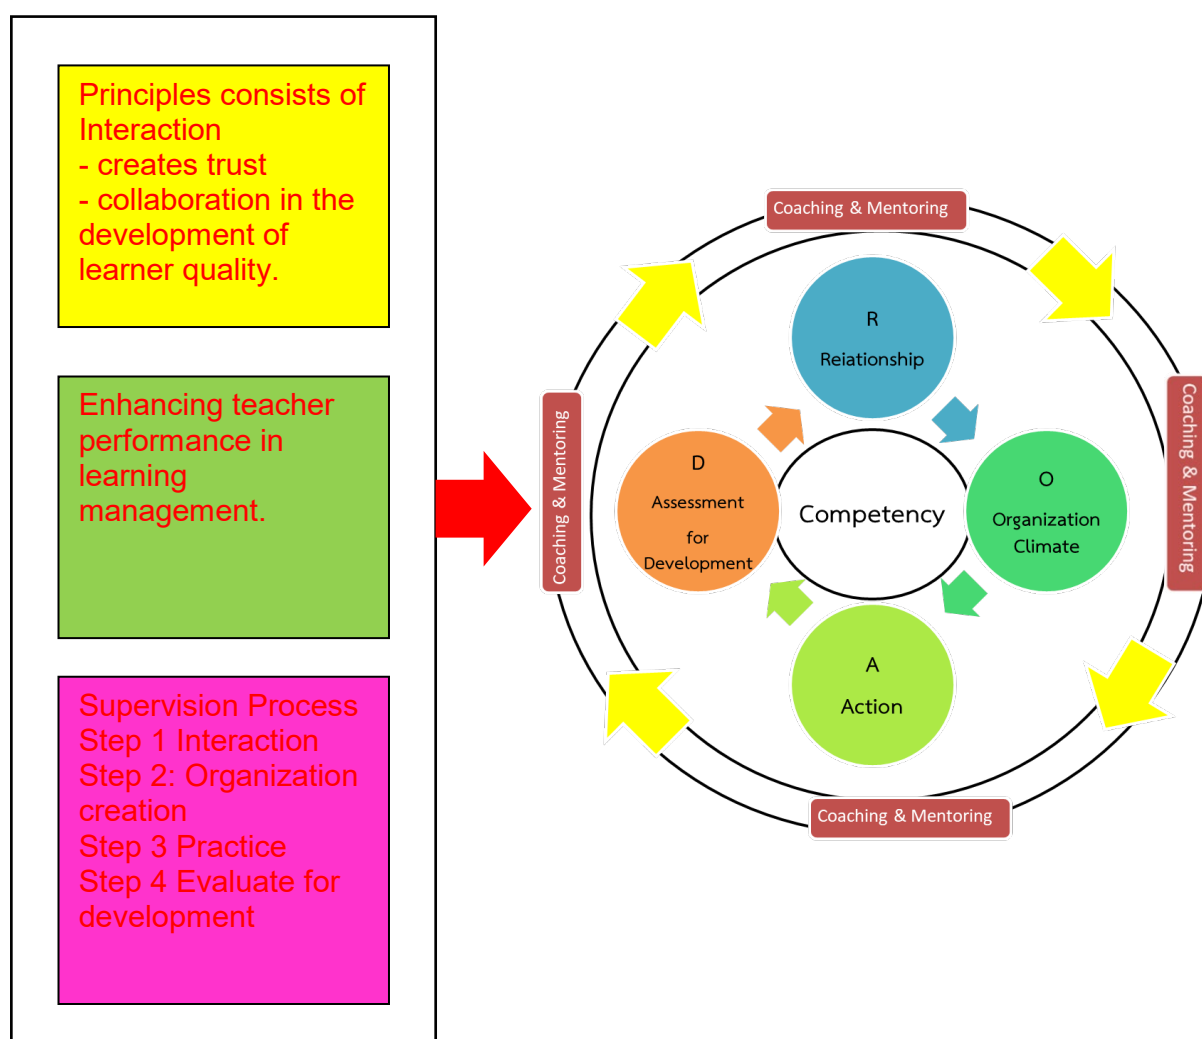 Principles consists of
Interaction
- creates trust
- collaboration in the
development of
learner quality.
Enhancing teacher
performance in
learning
management.
Supervision Process
Step 1 Interaction
Step 2: Organization
creation
Step 3 Practice
Step 4 Evaluate for
development
Coaching & Mentoring
R
Reiationship
Coaching & Mentoring
D
Assessment
for
Development
Competency
O
Organization
Climate
Coaching & Mentoring
A
Action
Coaching & Mentoring